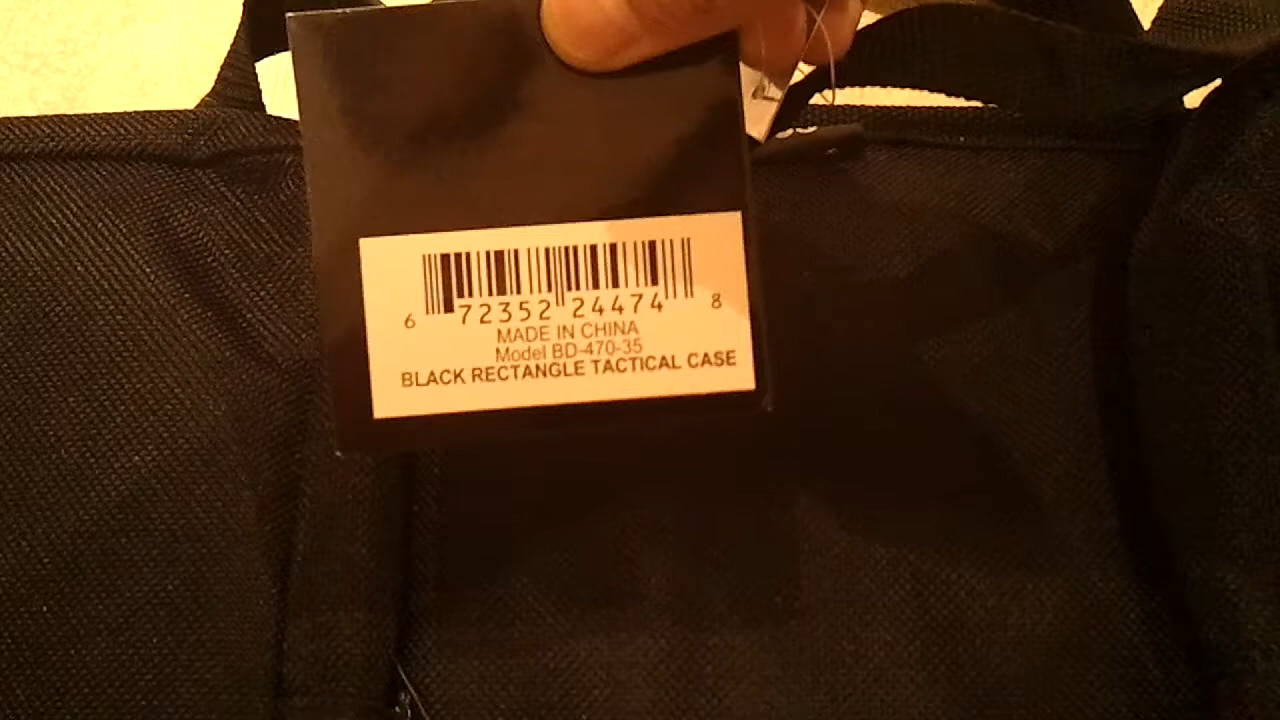 6 72352 24474 8
MADE IN CHINA
Model BD-470-35
BLACK RECTANGLE TACTICAL CASE